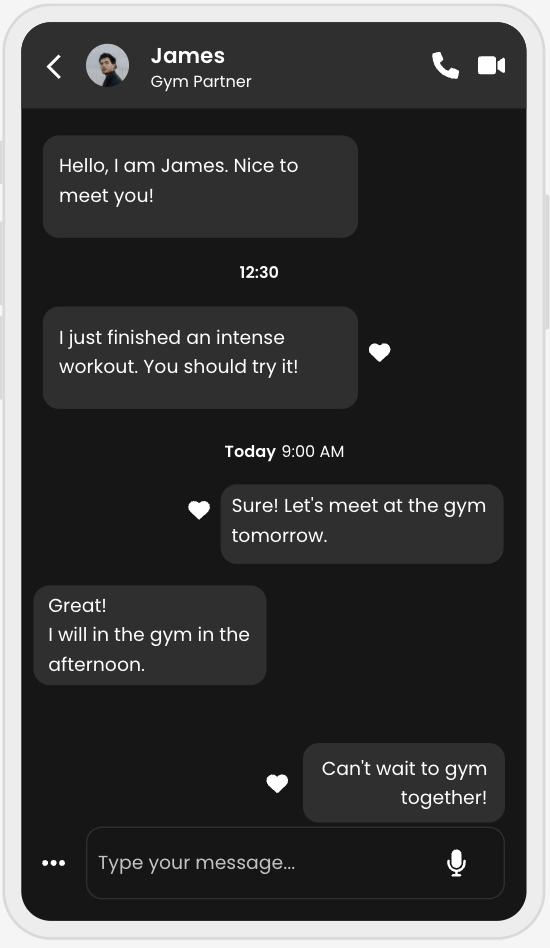 James
Gym Partner
Hello, I am James. Nice to
meet you!
12:30
I just finished an intense
workout. You should try it!
Today 9:00 AM
Sure! Let's meet at the gym
tomorrow.
Great!
I will in the gym in the
afternoon.
Can't wait to gym
together!
Type your message...